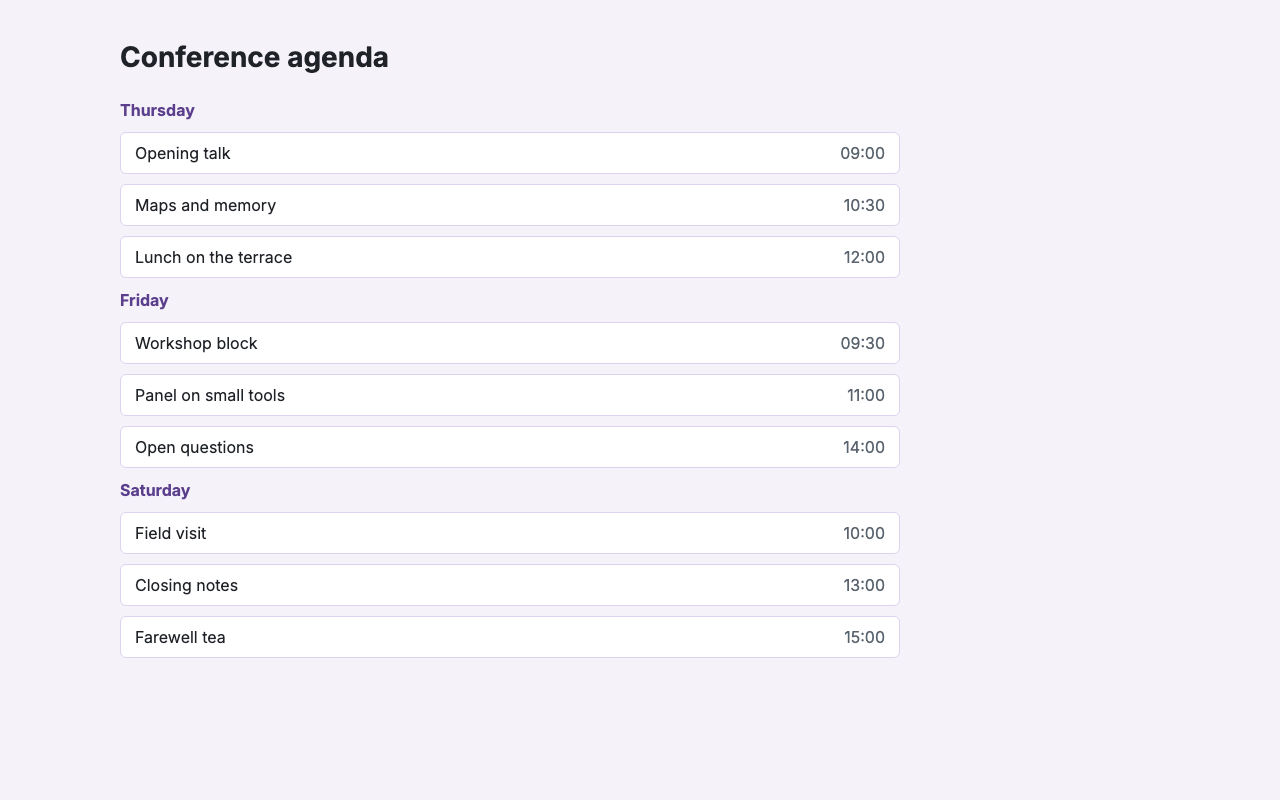 Conference agenda
Thursday
Opening talk 09:00
Maps and memory 10:30
Lunch on the terrace 12:00
Friday
Workshop block 09:30
Panel on small tools 11:00
Open questions 14:00
Saturday
Field visit 10:00
Closing notes 13:00
Farewell tea 15:00